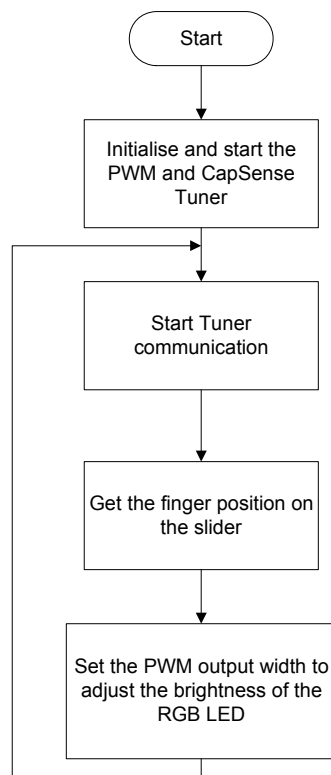 Start
Initialise and start the
PWM and CapSense
Tuner
Start Tuner
communication
Get the finger position on
the slider
Set the PWM output width to
adjust the brightness of the
RGB LED